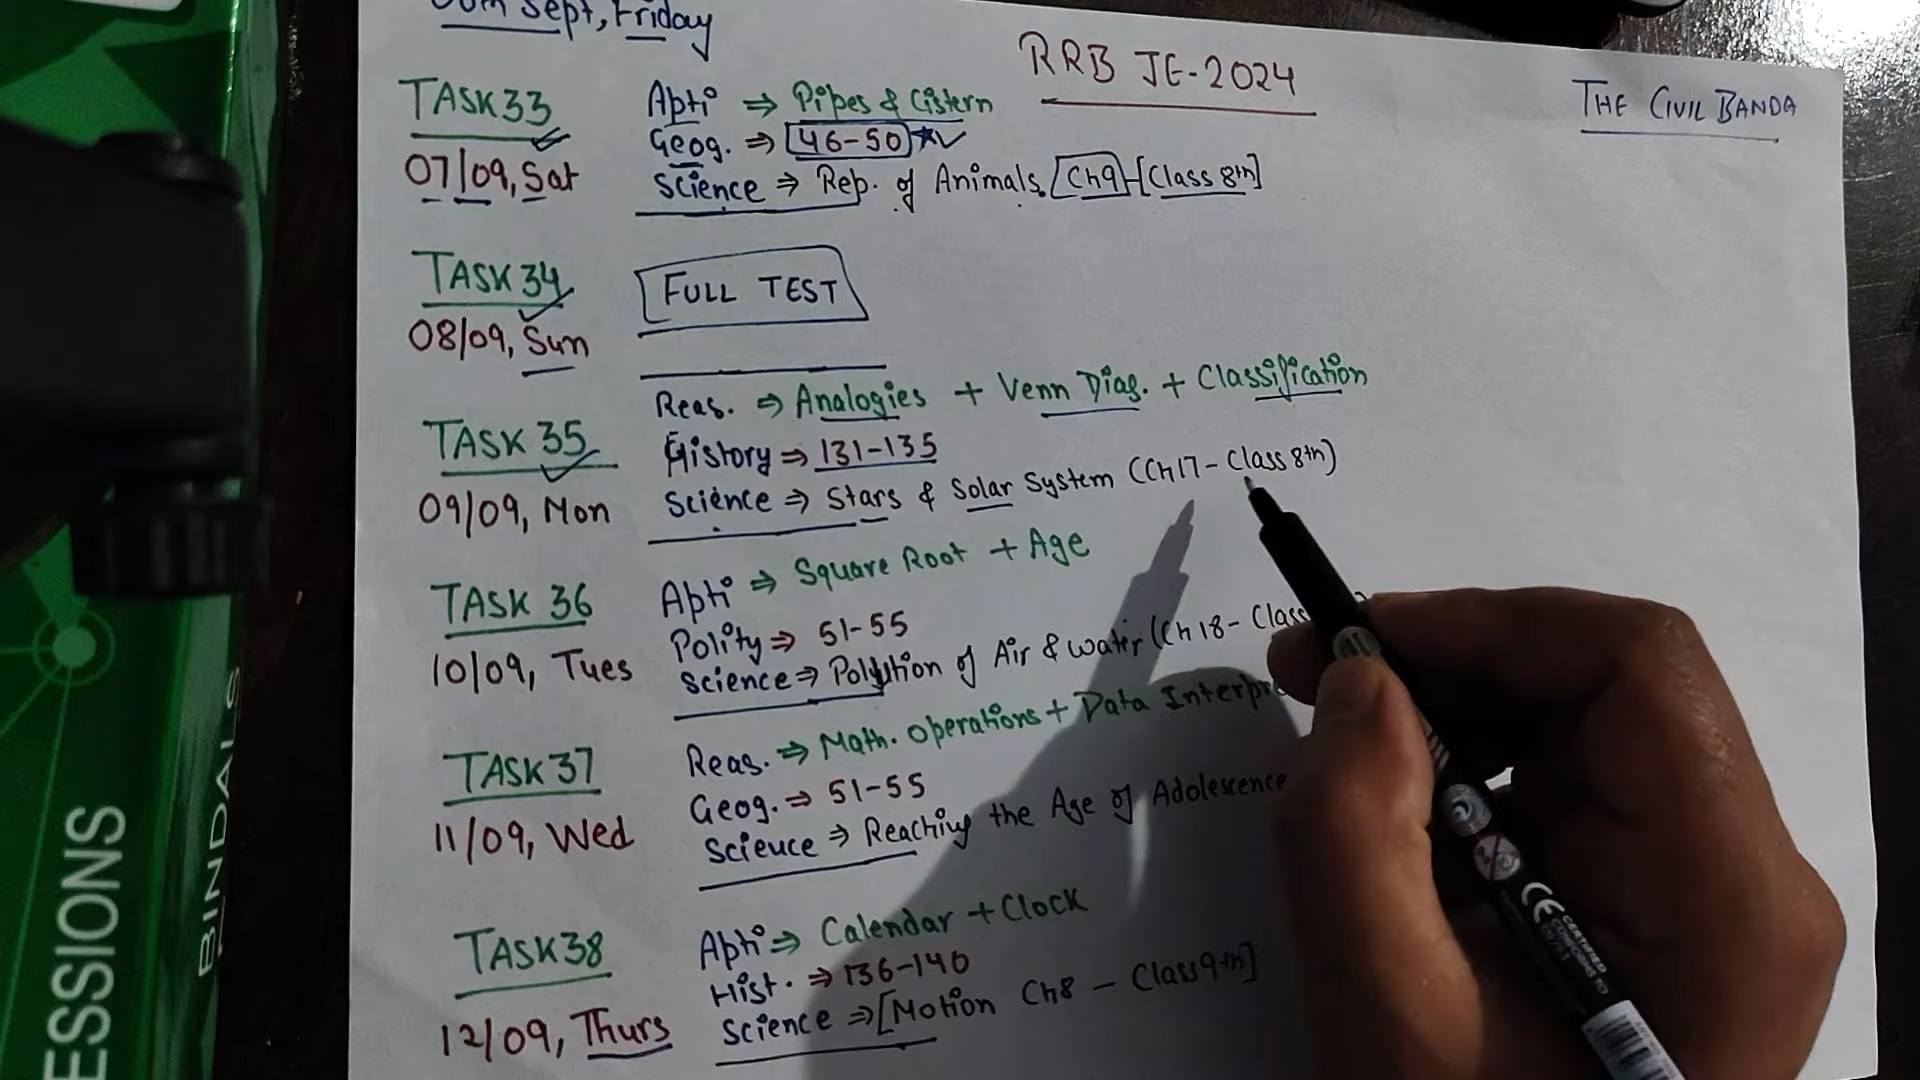 Sept, Friday
RRB JE-2024
THE CIVIL BANDA
TASK 33
07/09, Sat
Apti ⇒ Pipes & Cistern
Geog. ⇒ 46-50
Science ⇒ Rep. of Animals. Ch9-[Class 8th]
TASK 34
08/09, Sun
FULL TEST
TASK 35
09/09, Mon
Reas. ⇒ Analogies + Venn Diag. + Classification
History ⇒ 131-135
Science ⇒ Stars & Solar System (Ch17-Class 8th)
TASK 36
10/09, Tues
Apti ⇒ Square Root + Age
Polity ⇒ 51-55
Science ⇒ Pollution of Air & Water (Ch 18 - Class
TASK 37
11/09, Wed
Reas. ⇒ Math. Operations + Data Interpre
Geog. ⇒ 51-55
Science ⇒ Reaching the Age of Adolescence
TASK 38
12/09, Thurs
Apti ⇒ Calendar + Clock
Hist. ⇒ 136-140
Science ⇒ [Motion Ch8 - Class 9th]
ESSIONS
BINDALS
CE CERTIFIED